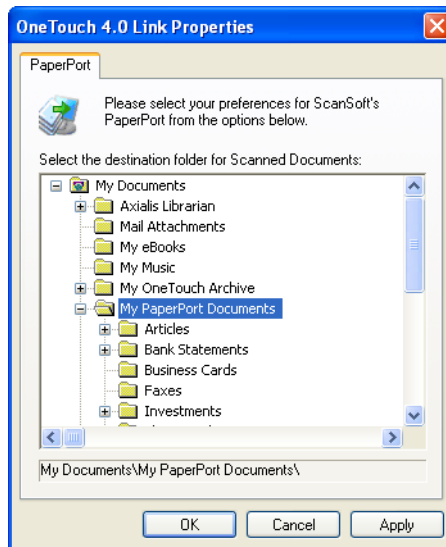 OneTouch 4.0 Link Properties
PaperPort
Please select your preferences for ScanSoft's
PaperPort from the options below.
Select the destination folder for Scanned Documents:
My Documents
Axialis Librarian
Mail Attachments
My eBooks
My Music
My OneTouch Archive
My PaperPort Documents
Articles
Bank Statements
Business Cards
Faxes
Investments
My Documents\My PaperPort Documents\
OK Cancel Apply